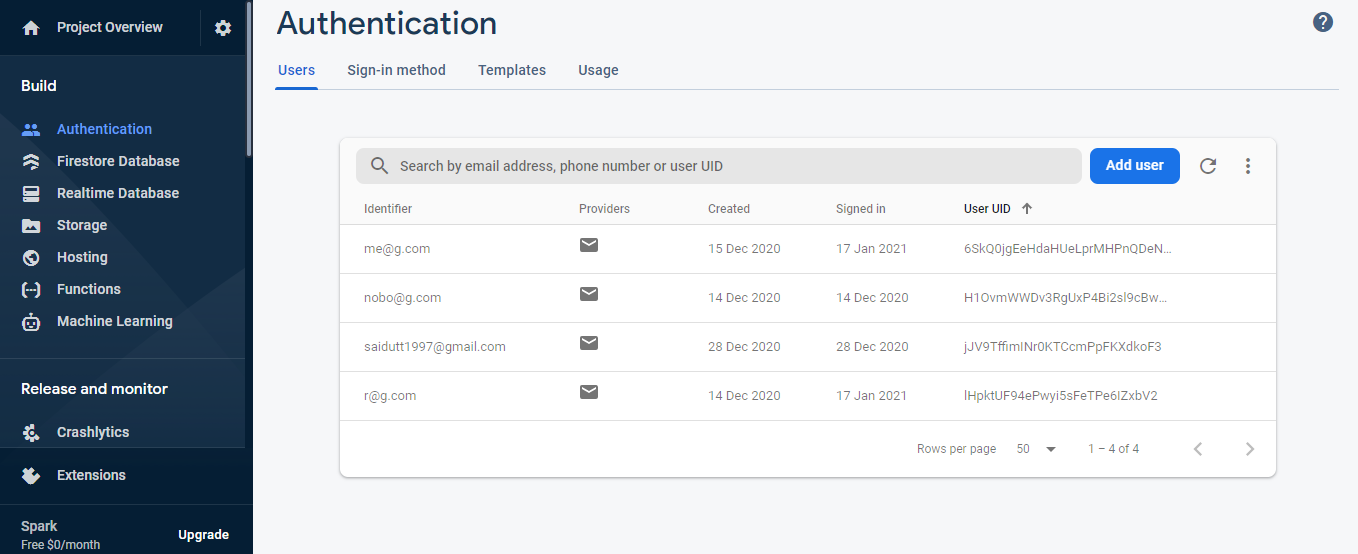 Project Overview
Build
Authentication
Firestore Database
Realtime Database
Storage
Hosting
Functions
Machine Learning
Release and monitor
Crashlytics
Extensions
Spark
Free $0/month
Upgrade
Authentication
Users Sign-in method Templates Usage
Search by email address, phone number or user UID
Add user
Identifier Providers Created Signed in User UID
me@g.com 15 Dec 2020 17 Jan 2021 6SkQ0jgEeHdaHUeLprMHPnQDeN...
nobo@g.com 14 Dec 2020 14 Dec 2020 H1OvmWWDv3RgUxP4Bi2sl9cBw...
saidutt1997@gmail.com 28 Dec 2020 28 Dec 2020 jJV9TffimINr0KTCcmPpFKXdkoF3
r@g.com 14 Dec 2020 17 Jan 2021 lHpktUF94ePwyi5sFeTPe6IZxbV2
Rows per page 50 1 – 4 of 4